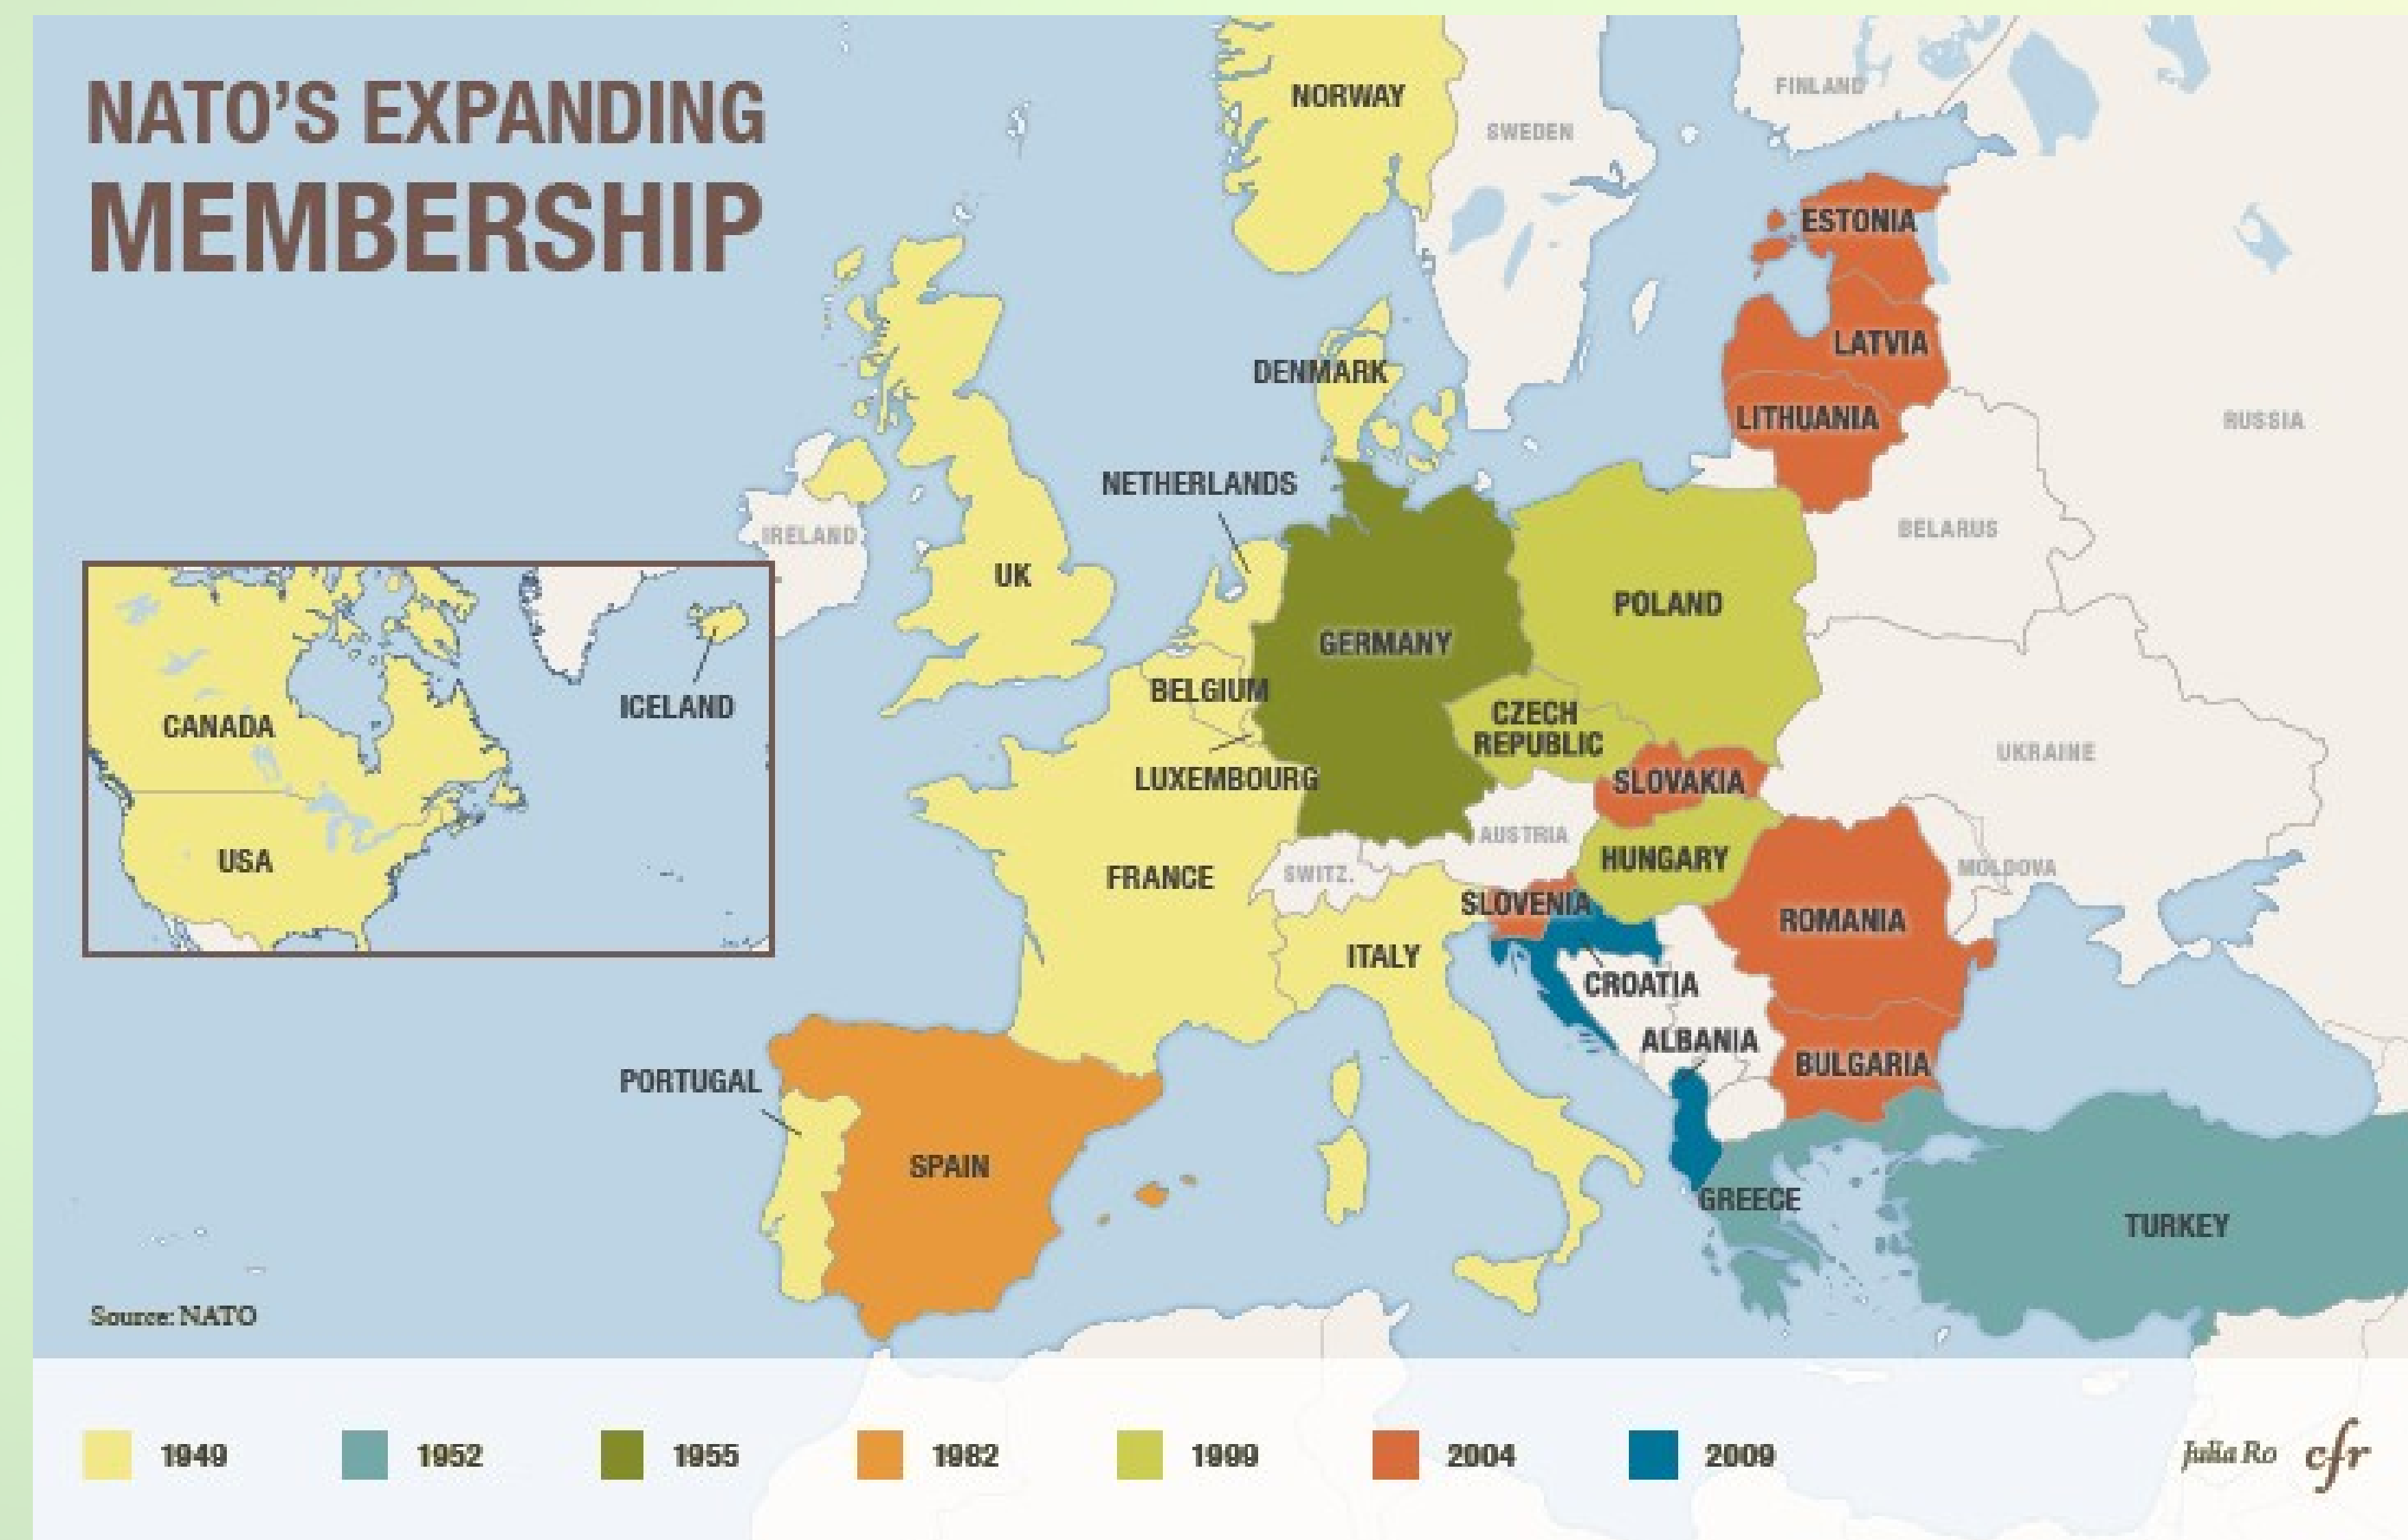 NATO'S EXPANDING
MEMBERSHIP
NORWAY
SWEDEN
FINLAND
ESTONIA
LATVIA
LITHUANIA
RUSSIA
DENMARK
NETHERLANDS
IRELAND
UK
BELARUS
POLAND
GERMANY
BELGIUM
CZECH
REPUBLIC
LUXEMBOURG
SLOVAKIA
UKRAINE
AUSTRIA
SWITZ.
FRANCE
HUNGARY
MOLDOVA
SLOVENIA
ROMANIA
ITALY
CROATIA
ALBANIA
BULGARIA
CANADA
ICELAND
USA
PORTUGAL
SPAIN
GREECE
TURKEY
Source: NATO
1949
1952
1955
1982
1999
2004
2009
Julia Ro cfr